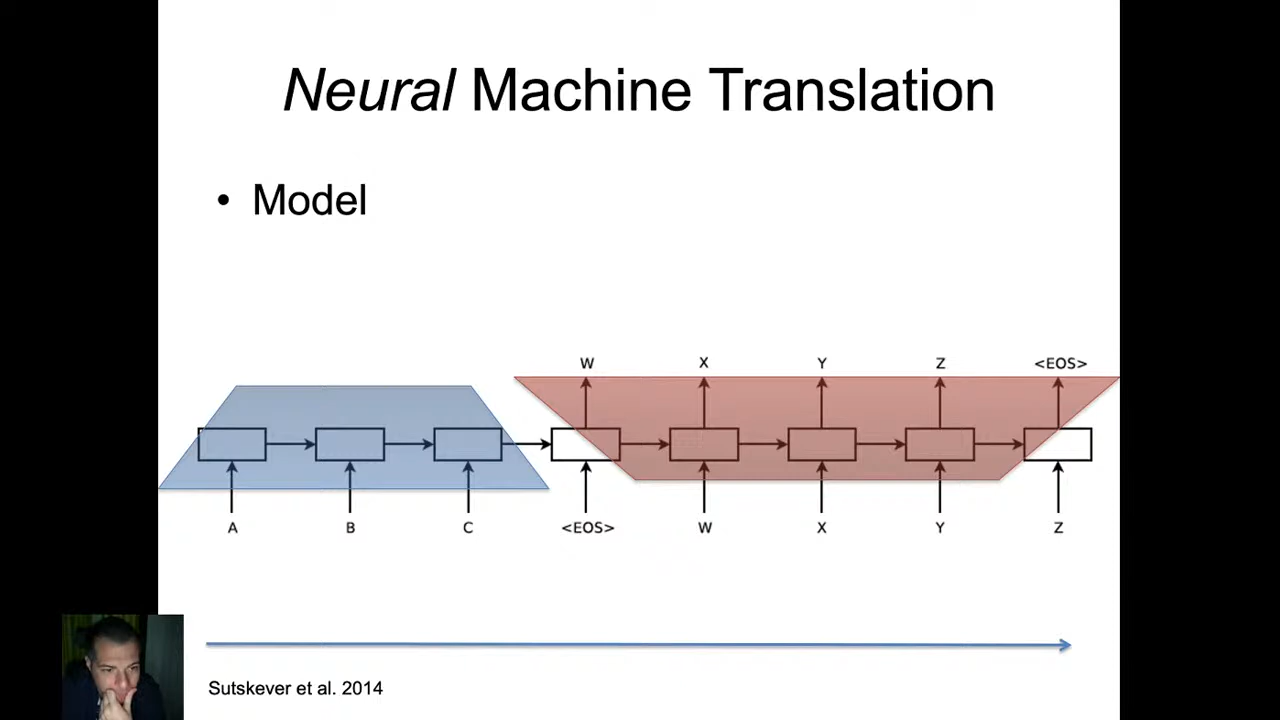 Neural Machine Translation
• Model
W X Y Z <EOS>
A B C <EOS> W X Y Z
Sutskever et al. 2014